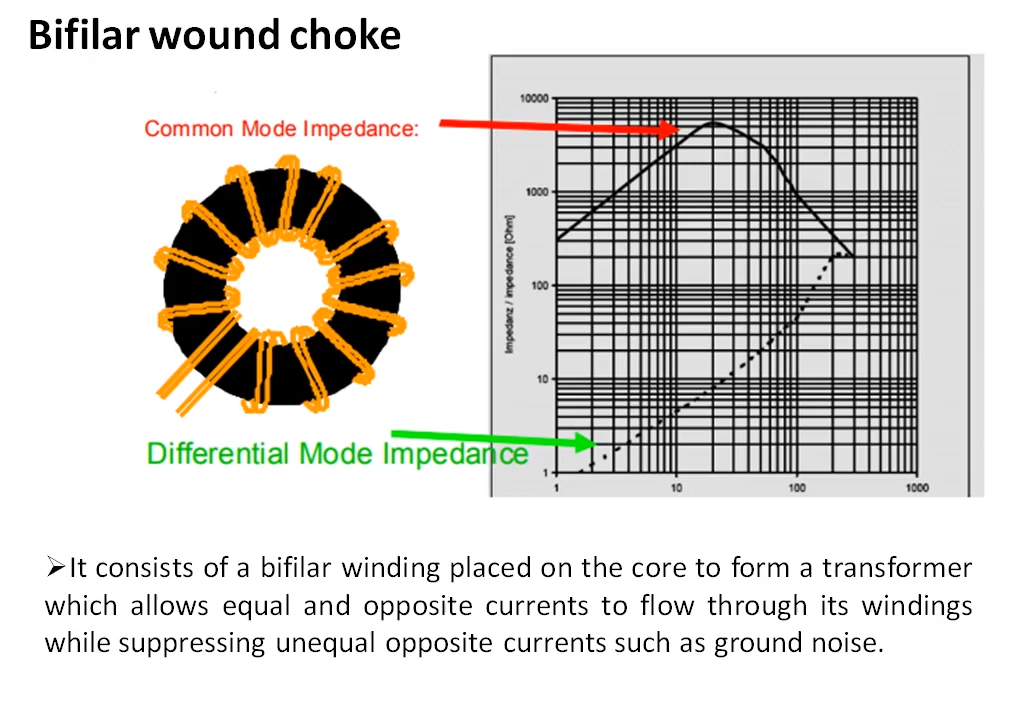 Bifilar wound choke
Common Mode Impedance:
10000
1000
100
10
1
Impedanz / impedance [Ohm]
1 10 100 1000
Differential Mode Impedance
➢It consists of a bifilar winding placed on the core to form a transformer
which allows equal and opposite currents to flow through its windings
while suppressing unequal opposite currents such as ground noise.